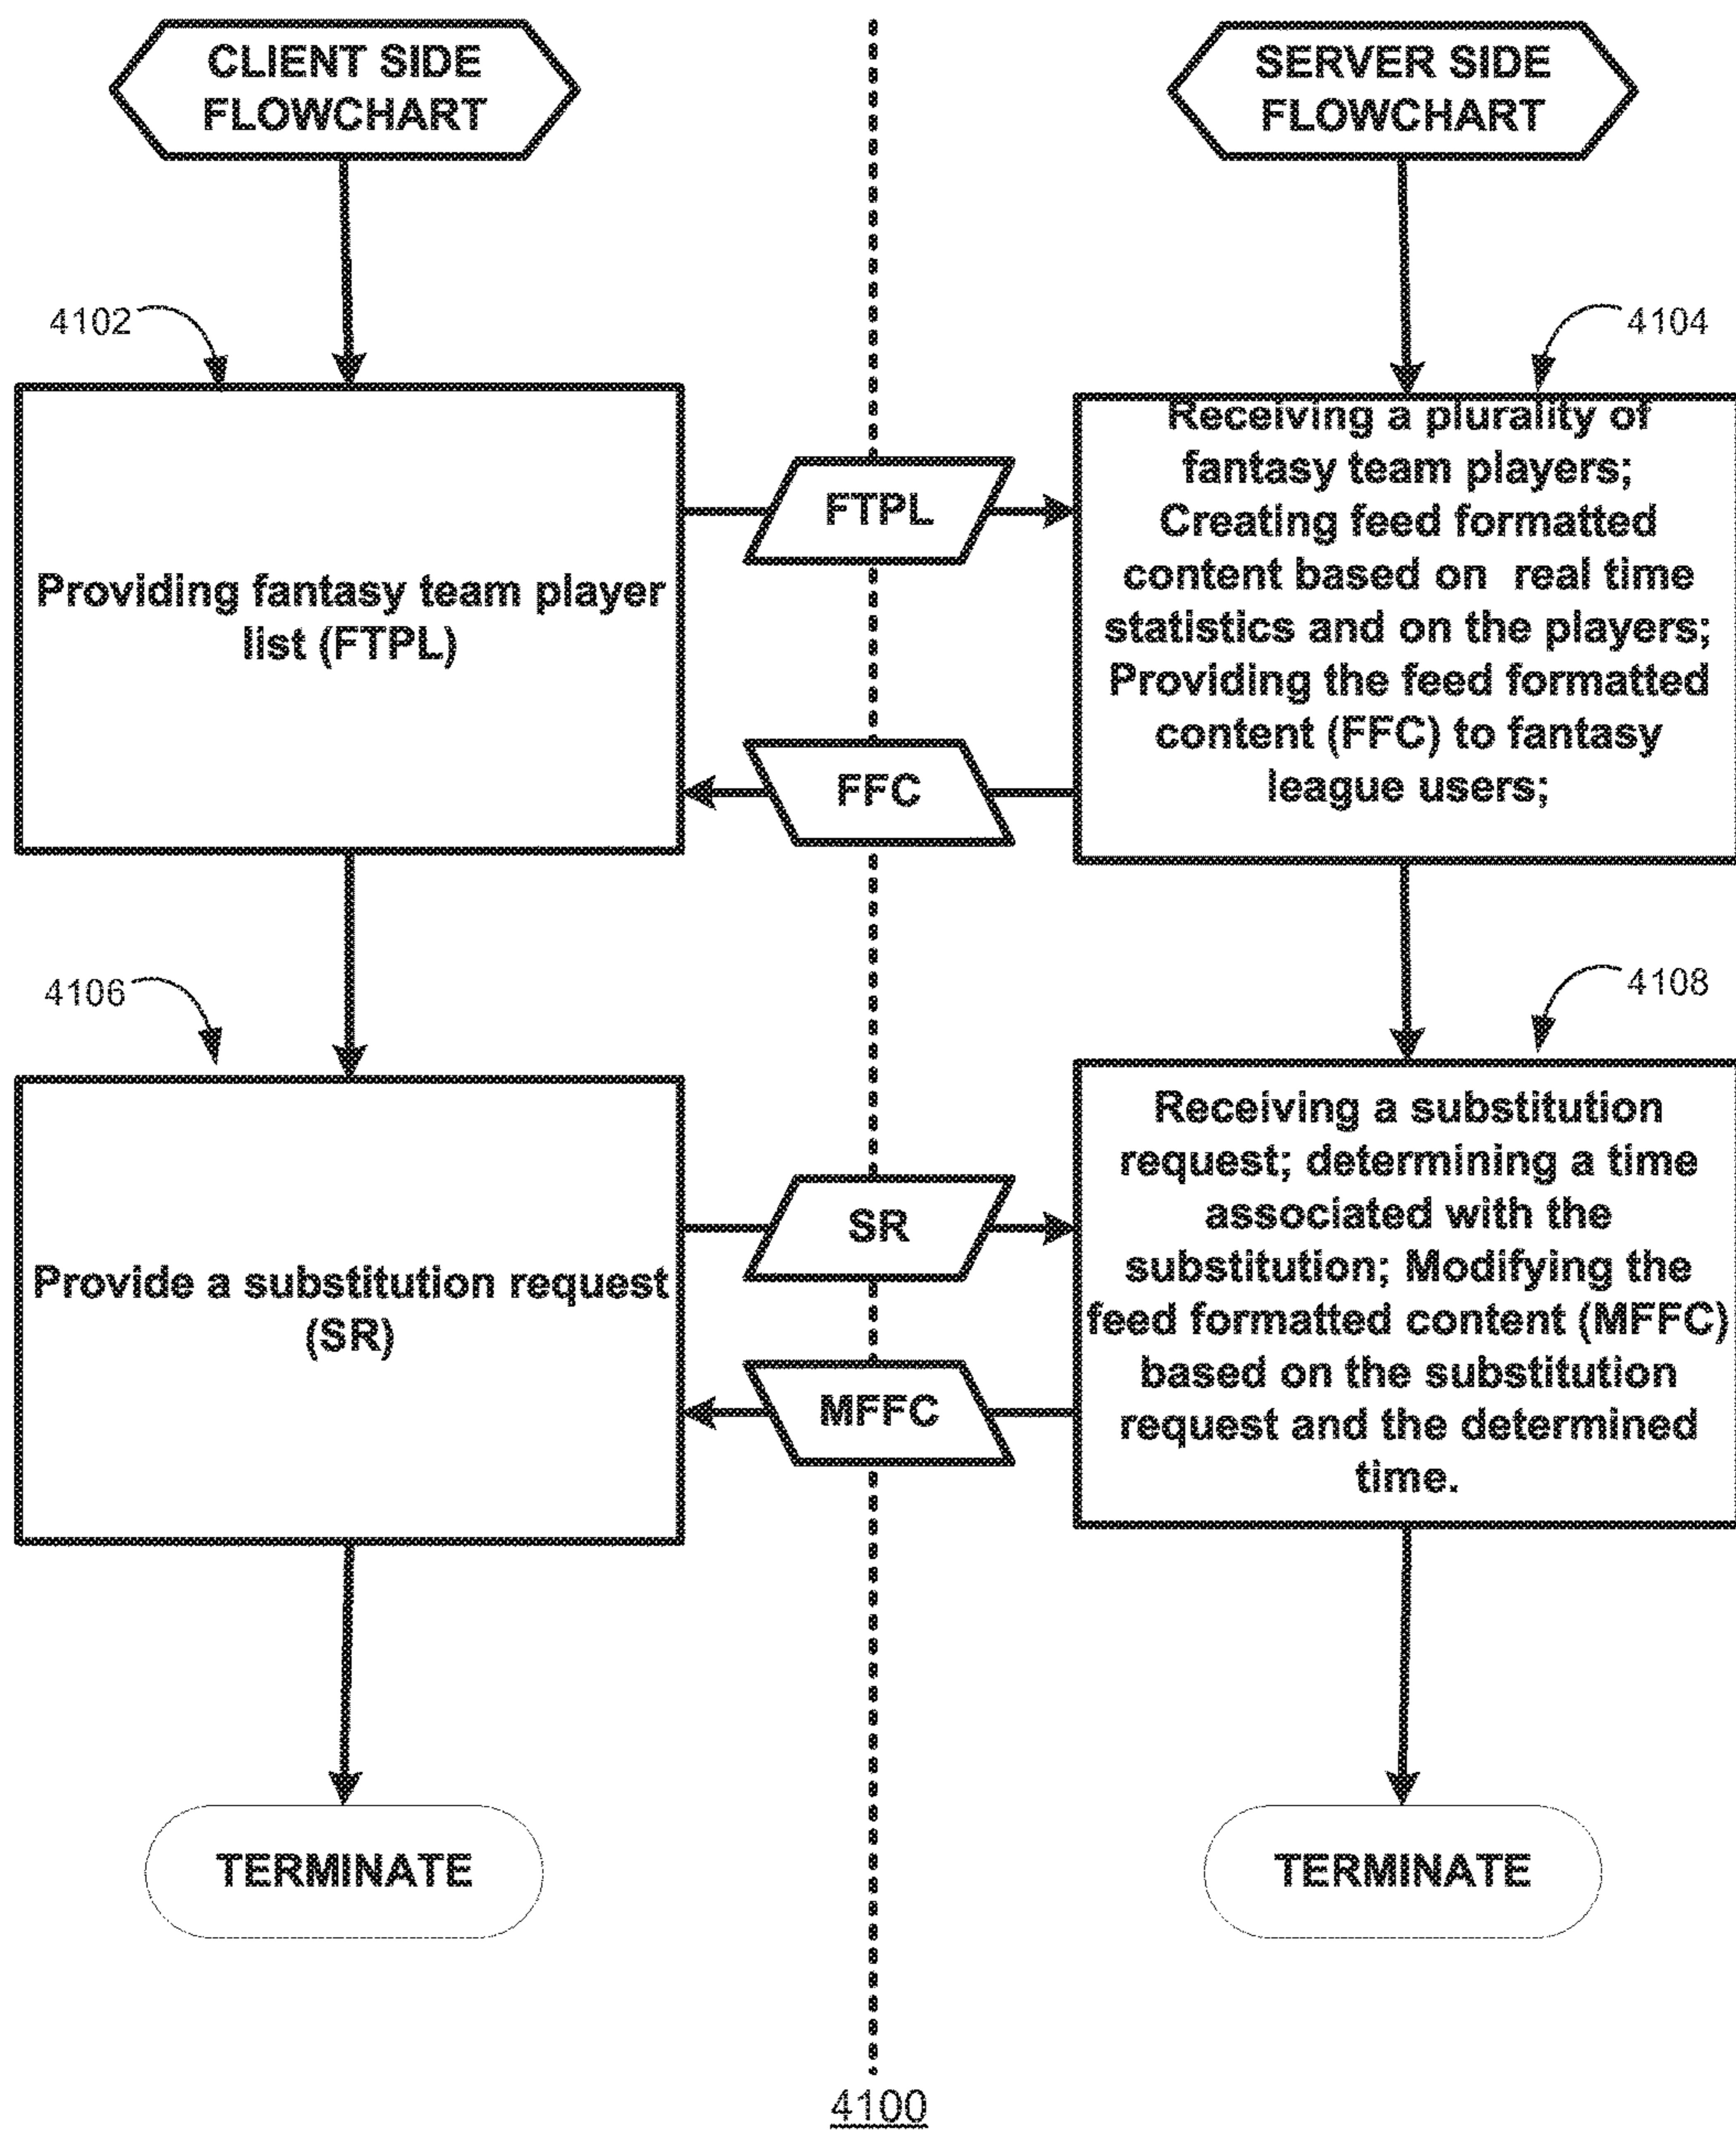 CLIENT SIDE
FLOWCHART
SERVER SIDE
FLOWCHART
4102
4104
Providing fantasy team player
list (FTPL)
FTPL
FFC
Receiving a plurality of
fantasy team players;
Creating feed formatted
content based on real time
statistics and on the players;
Providing the feed formatted
content (FFC) to fantasy
league users;
4106
4108
Provide a substitution request
(SR)
SR
MFFC
Receiving a substitution
request; determining a time
associated with the
substitution; Modifying the
feed formatted content (MFFC)
based on the substitution
request and the determined
time.
TERMINATE
TERMINATE
4100